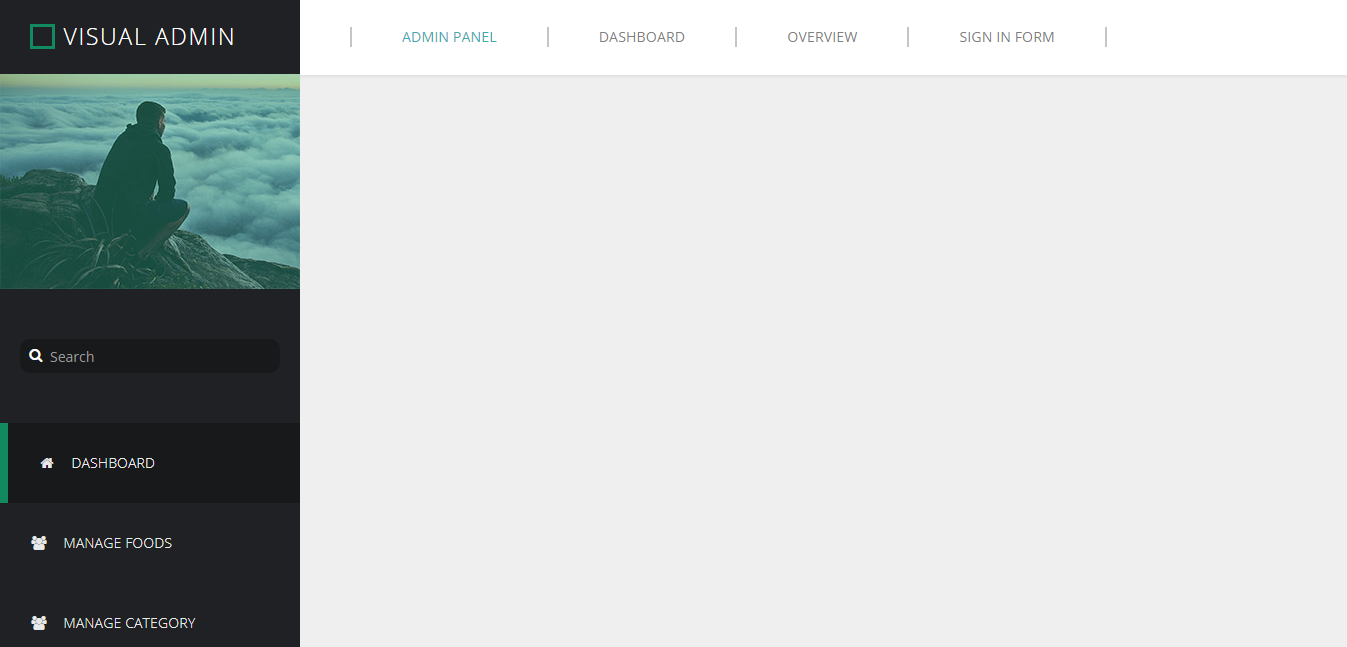 VISUAL ADMIN
ADMIN PANEL DASHBOARD OVERVIEW SIGN IN FORM
Search
DASHBOARD
MANAGE FOODS
MANAGE CATEGORY